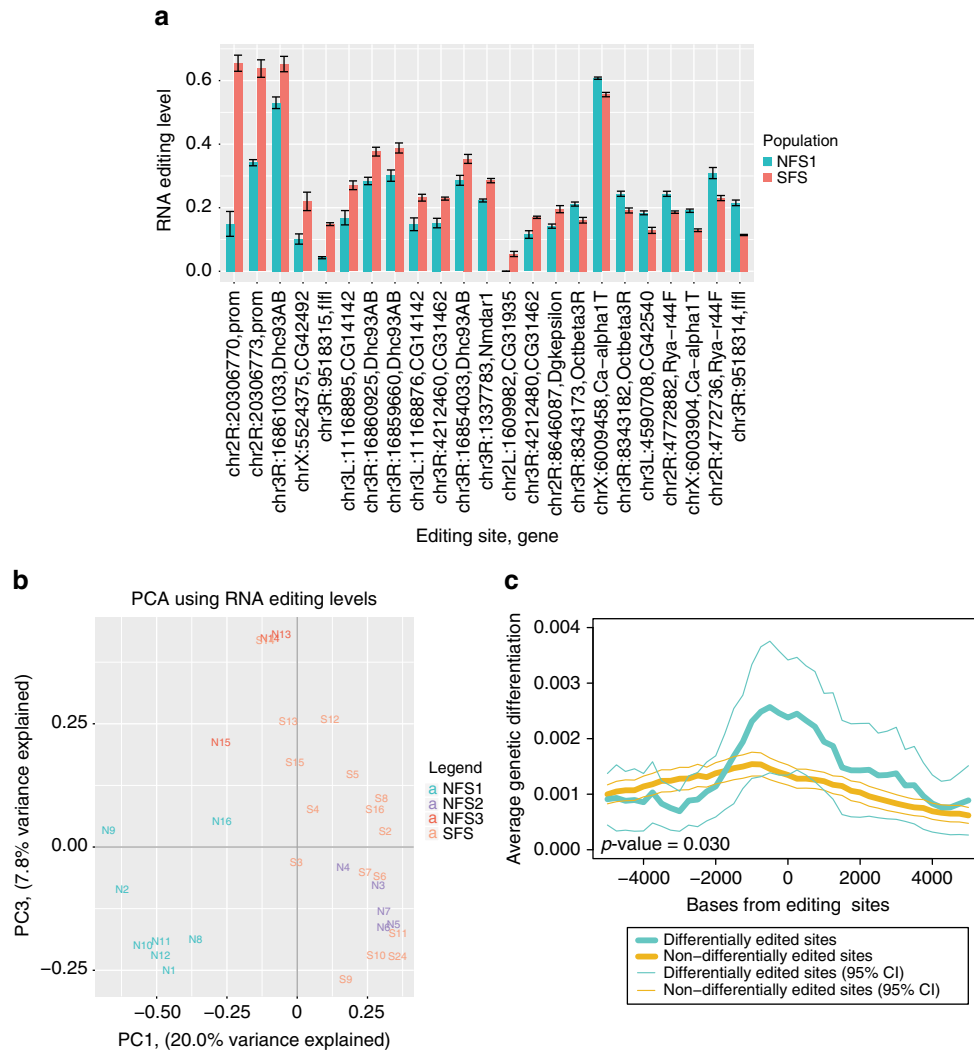 a
RNA editing level
0.6
0.4
0.2
0.0
Population
NFS1
SFS
chr2R:20306770,prom
chr2R:20306773,prom
chr3R:16861033,Dhc93AB
chrX:5524375,CG42492
chr3R:9518315,flfl
chr3L:11168895,CG14142
chr3R:16860925,Dhc93AB
chr3R:16859660,Dhc93AB
chr3L:11168876,CG14142
chr3R:4212460,CG31462
chr3R:16854033,Dhc93AB
chr3R:1337783,Nmdar1
chr2L:1609982,CG31935
chr3R:4212480,CG31462
chr2R:8646087,Dgkepsilon
chr3R:8343173,Octbeta3R
chrX:6009458,Ca-alpha1T
chr3R:8343182,Octbeta3R
chr3L:4590708,CG42540
chr2R:4772882,Rya-r44F
chrX:6003904,Ca-alpha1T
chr2R:4772736,Rya-r44F
chr3R:9518314,flfl
Editing site, gene
b
PCA using RNA editing levels
PC3, (7.8% variance explained)
0.25
0.00
−0.25
N14
N13
S13
S12
N15
S15
S5
S8
S16
S4
N16
S2
N9
S3
N4
S7
S6
N3
N2
N7
N5
N6
S11
N8
N11
N10
N12
S10
S24
N1
S9
−0.50
−0.25
0
0.25
PC1, (20.0% variance explained)
Legend
a NFS1
a NFS2
a NFS3
a SFS
c
Average genetic differentiation
0.004
0.003
0.002
0.001
0.000
p-value = 0.030
−4000
−2000
0
2000
4000
Bases from editing sites
Differentially edited sites
Non-differentially edited sites
Differentially edited sites (95% CI)
Non-differentially edited sites (95% CI)